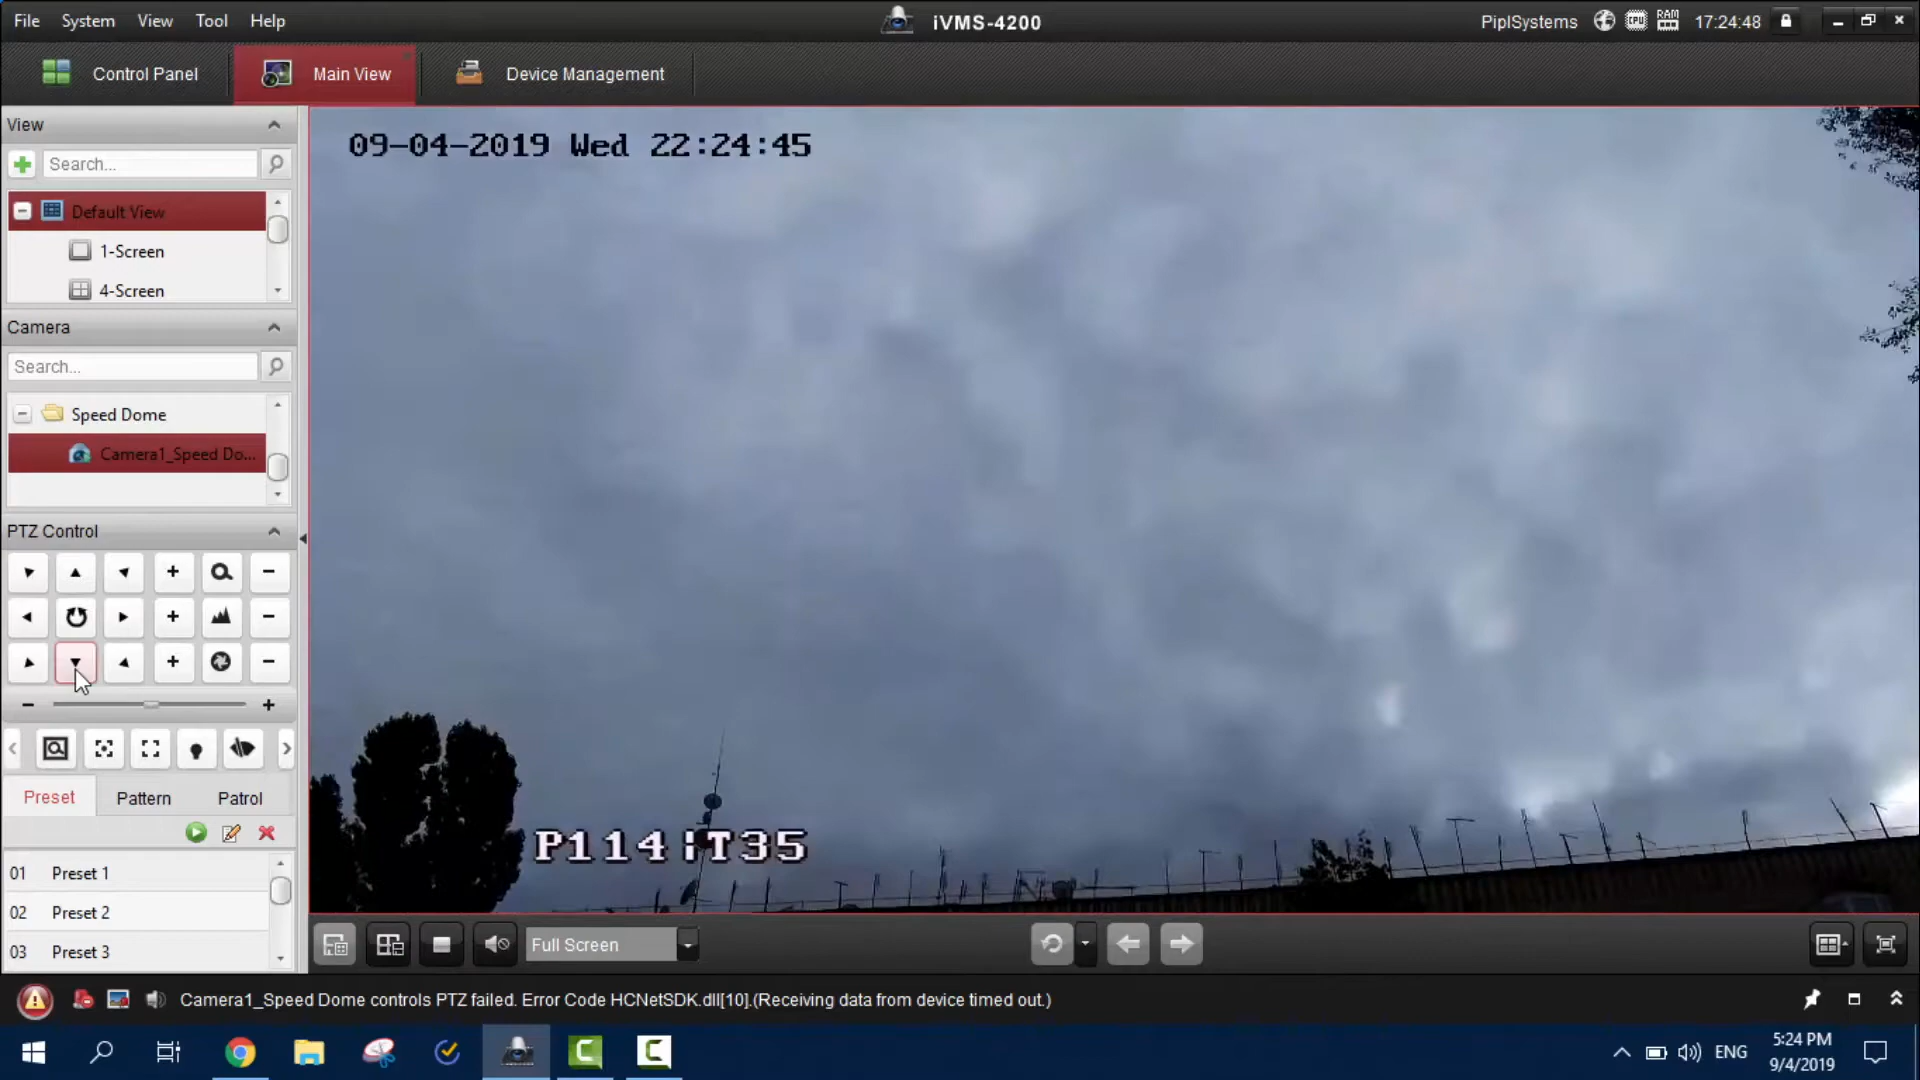 File System View Tool Help
iVMS-4200
PiplSystems
CPU RAM
17:24:48
Control Panel
Main View
Device Management
View
Search...
Default View
1-Screen
4-Screen
Camera
Search...
Speed Dome
Camera1_Speed Do...
PTZ Control
Preset Pattern Patrol
01 Preset 1
02 Preset 2
03 Preset 3
09-04-2019 Wed 22:24:45
P114 T35
Full Screen
Camera1_Speed Dome controls PTZ failed. Error Code HCNetSDK.dll[10].(Receiving data from device timed out.)
ENG
5:24 PM
9/4/2019